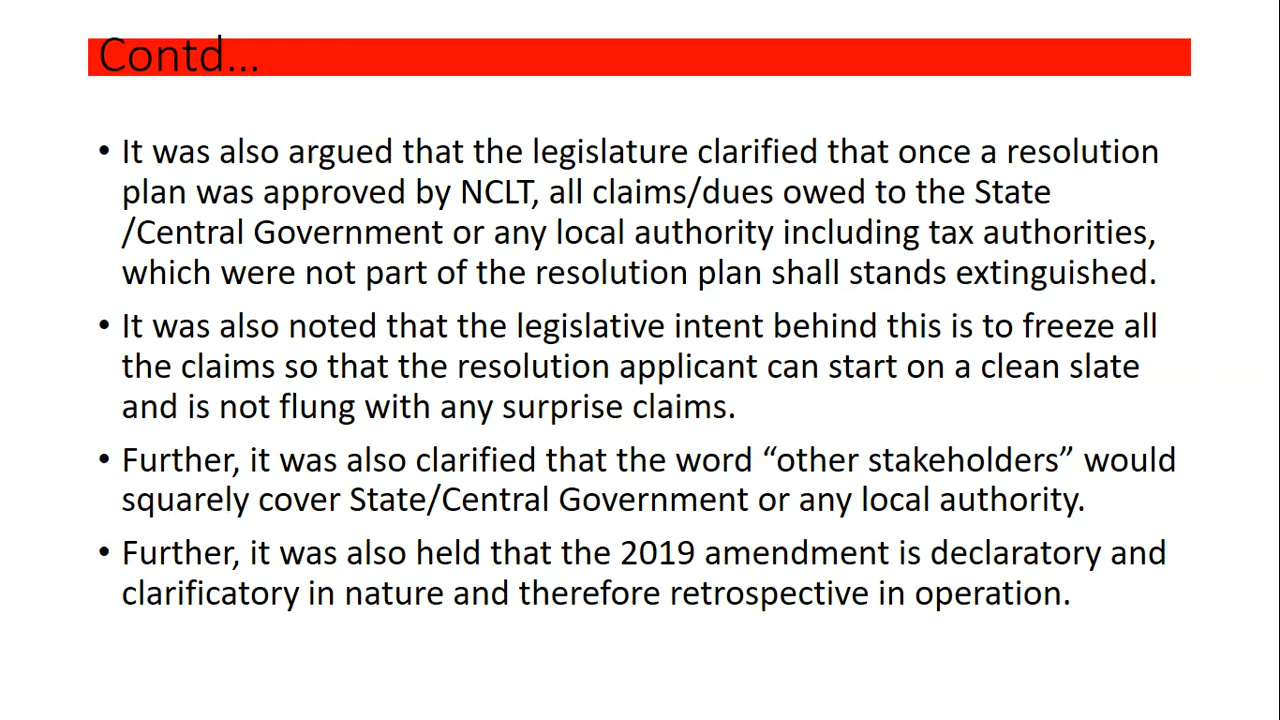 Contd...
• It was also argued that the legislature clarified that once a resolution
plan was approved by NCLT, all claims/dues owed to the State
/Central Government or any local authority including tax authorities,
which were not part of the resolution plan shall stands extinguished.
• It was also noted that the legislative intent behind this is to freeze all
the claims so that the resolution applicant can start on a clean slate
and is not flung with any surprise claims.
• Further, it was also clarified that the word “other stakeholders” would
squarely cover State/Central Government or any local authority.
• Further, it was also held that the 2019 amendment is declaratory and
clarificatory in nature and therefore retrospective in operation.